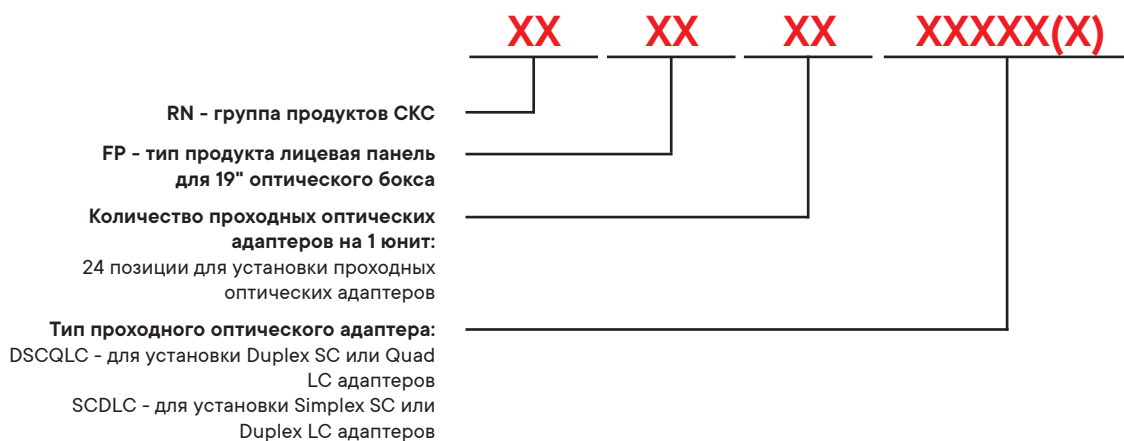 XX XX XX XXXXX(X)
RN - группа продуктов СКС
FP - тип продукта лицевая панель
для 19" оптического бокса
Количество проходных оптических
адаптеров на 1 юнит:
24 позиции для установки проходных
оптических адаптеров
Тип проходного оптического адаптера:
DSCQLC - для установки Duplex SC или Quad
LC адаптеров
SCDLC - для установки Simplex SC или
Duplex LC адаптеров